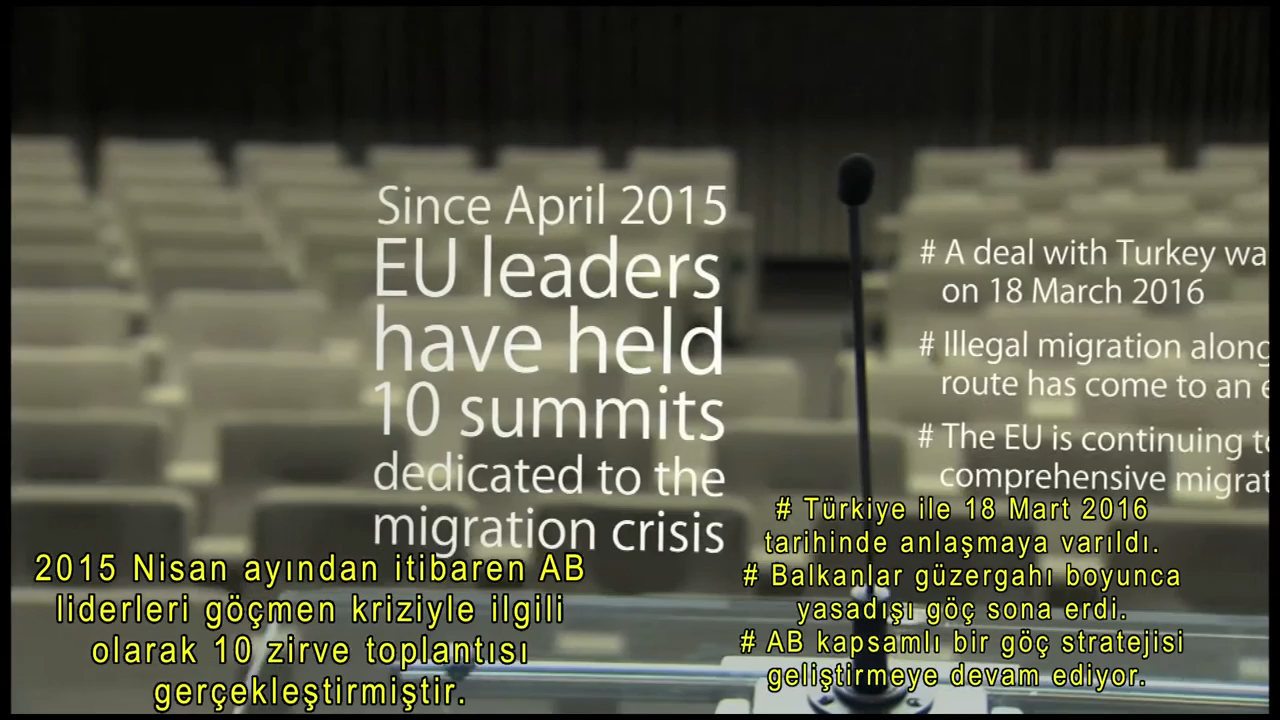 Since April 2015
EU leaders
have held
10 summits
dedicated to the
migration crisis
# A deal with Turkey wa
on 18 March 2016
# Illegal migration along
route has come to an e
# The EU is continuing to
comprehensive migrat
2015 Nisan ayından itibaren AB
liderleri göçmen kriziyle ilgili
olarak 10 zirve toplantısı
gerçekleştirmiştir.
# Türkiye ile 18 Mart 2016
tarihinde anlaşmaya varıldı.
# Balkanlar güzergahı boyunca
yasadışı göç sona erdi.
# AB kapsamlı bir göç stratejisi
geliştirmeye devam ediyor.